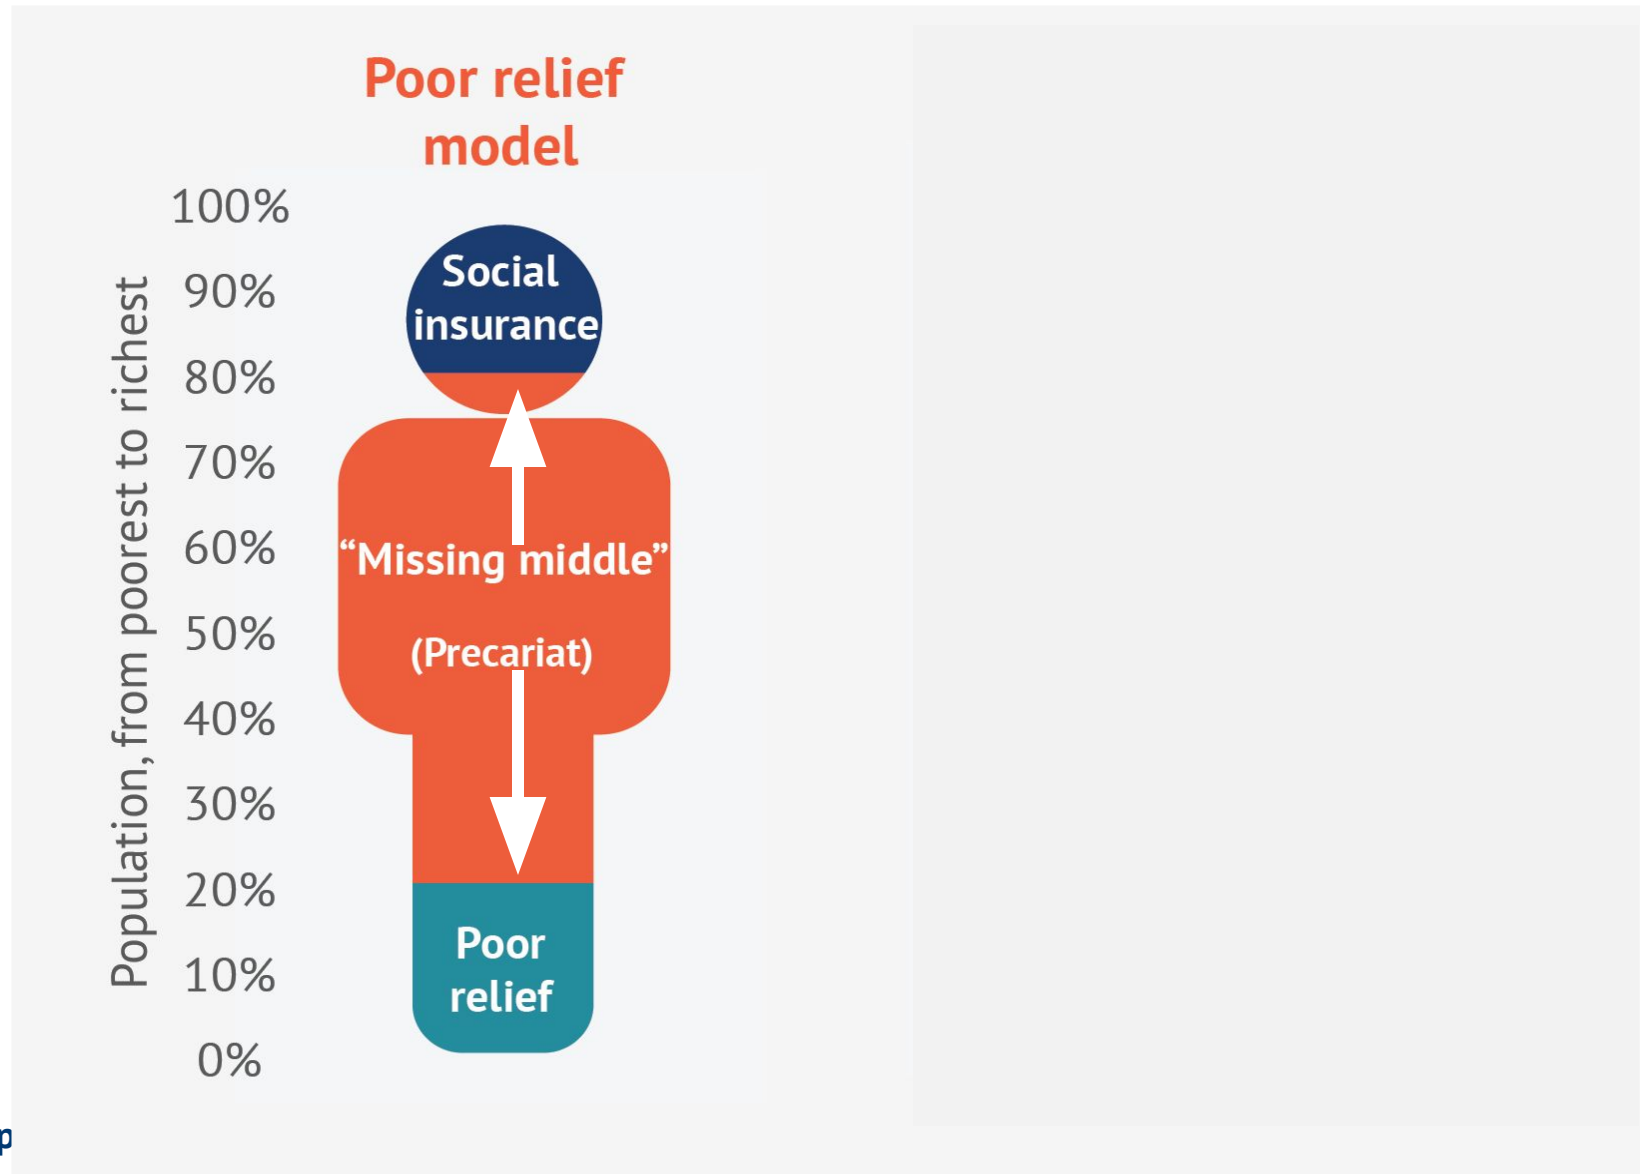 Poor relief
model
Population, from poorest to richest
100%
90%
80%
70%
60%
50%
40%
30%
20%
10%
0%
Social
insurance
“Missing middle”
(Precariat)
Poor
relief
p